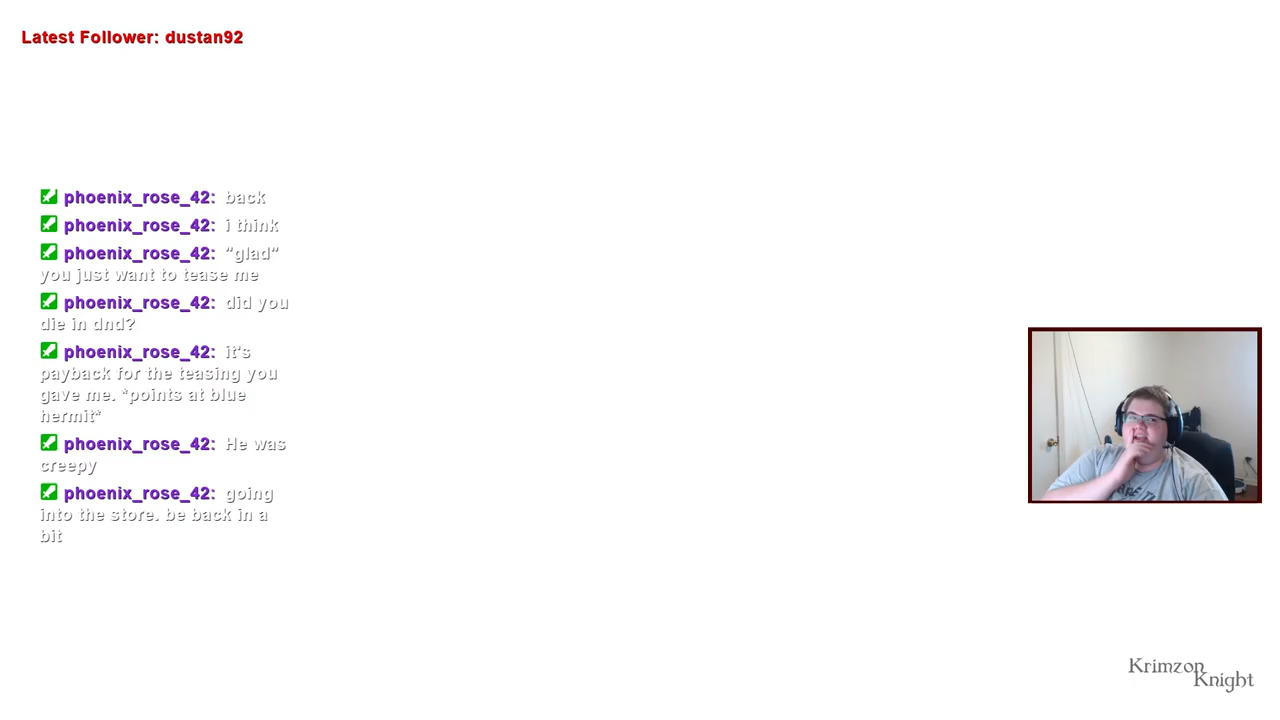 Latest Follower: dustan92
phoenix_rose_42: back
phoenix_rose_42: i think
phoenix_rose_42: "glad"
you just want to tease me
phoenix_rose_42: did you
die in dnd?
phoenix_rose_42: it's
payback for the teasing you
gave me. *points at blue
hermit*
phoenix_rose_42: He was
creepy
phoenix_rose_42: going
into the store. be back in a
bit
Krimzon
Knight